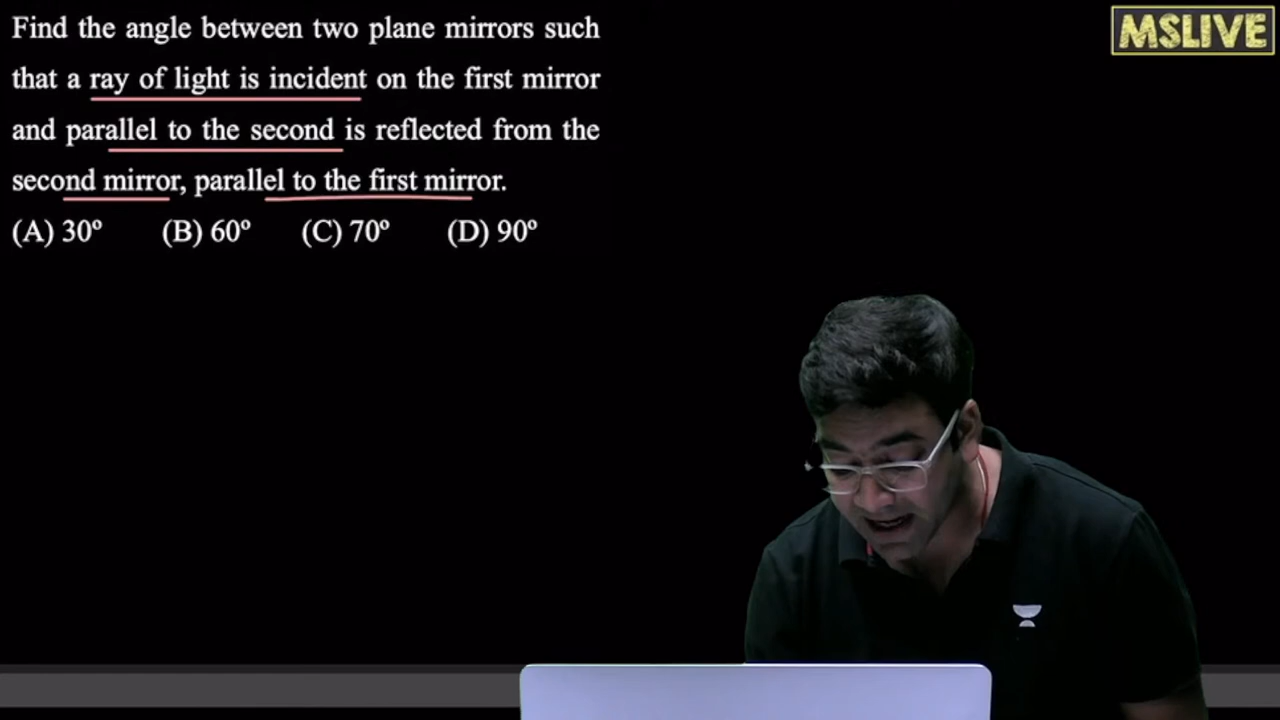 Find the angle between two plane mirrors such
that a ray of light is incident on the first mirror
and parallel to the second is reflected from the
second mirror, parallel to the first mirror.
(A) 30º (B) 60º (C) 70º (D) 90º
MSLIVE